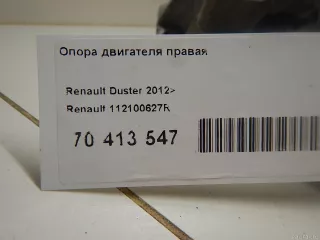 Опора двигателя правая
Renault Duster 2012>
Renault 112100627R
70 413 547